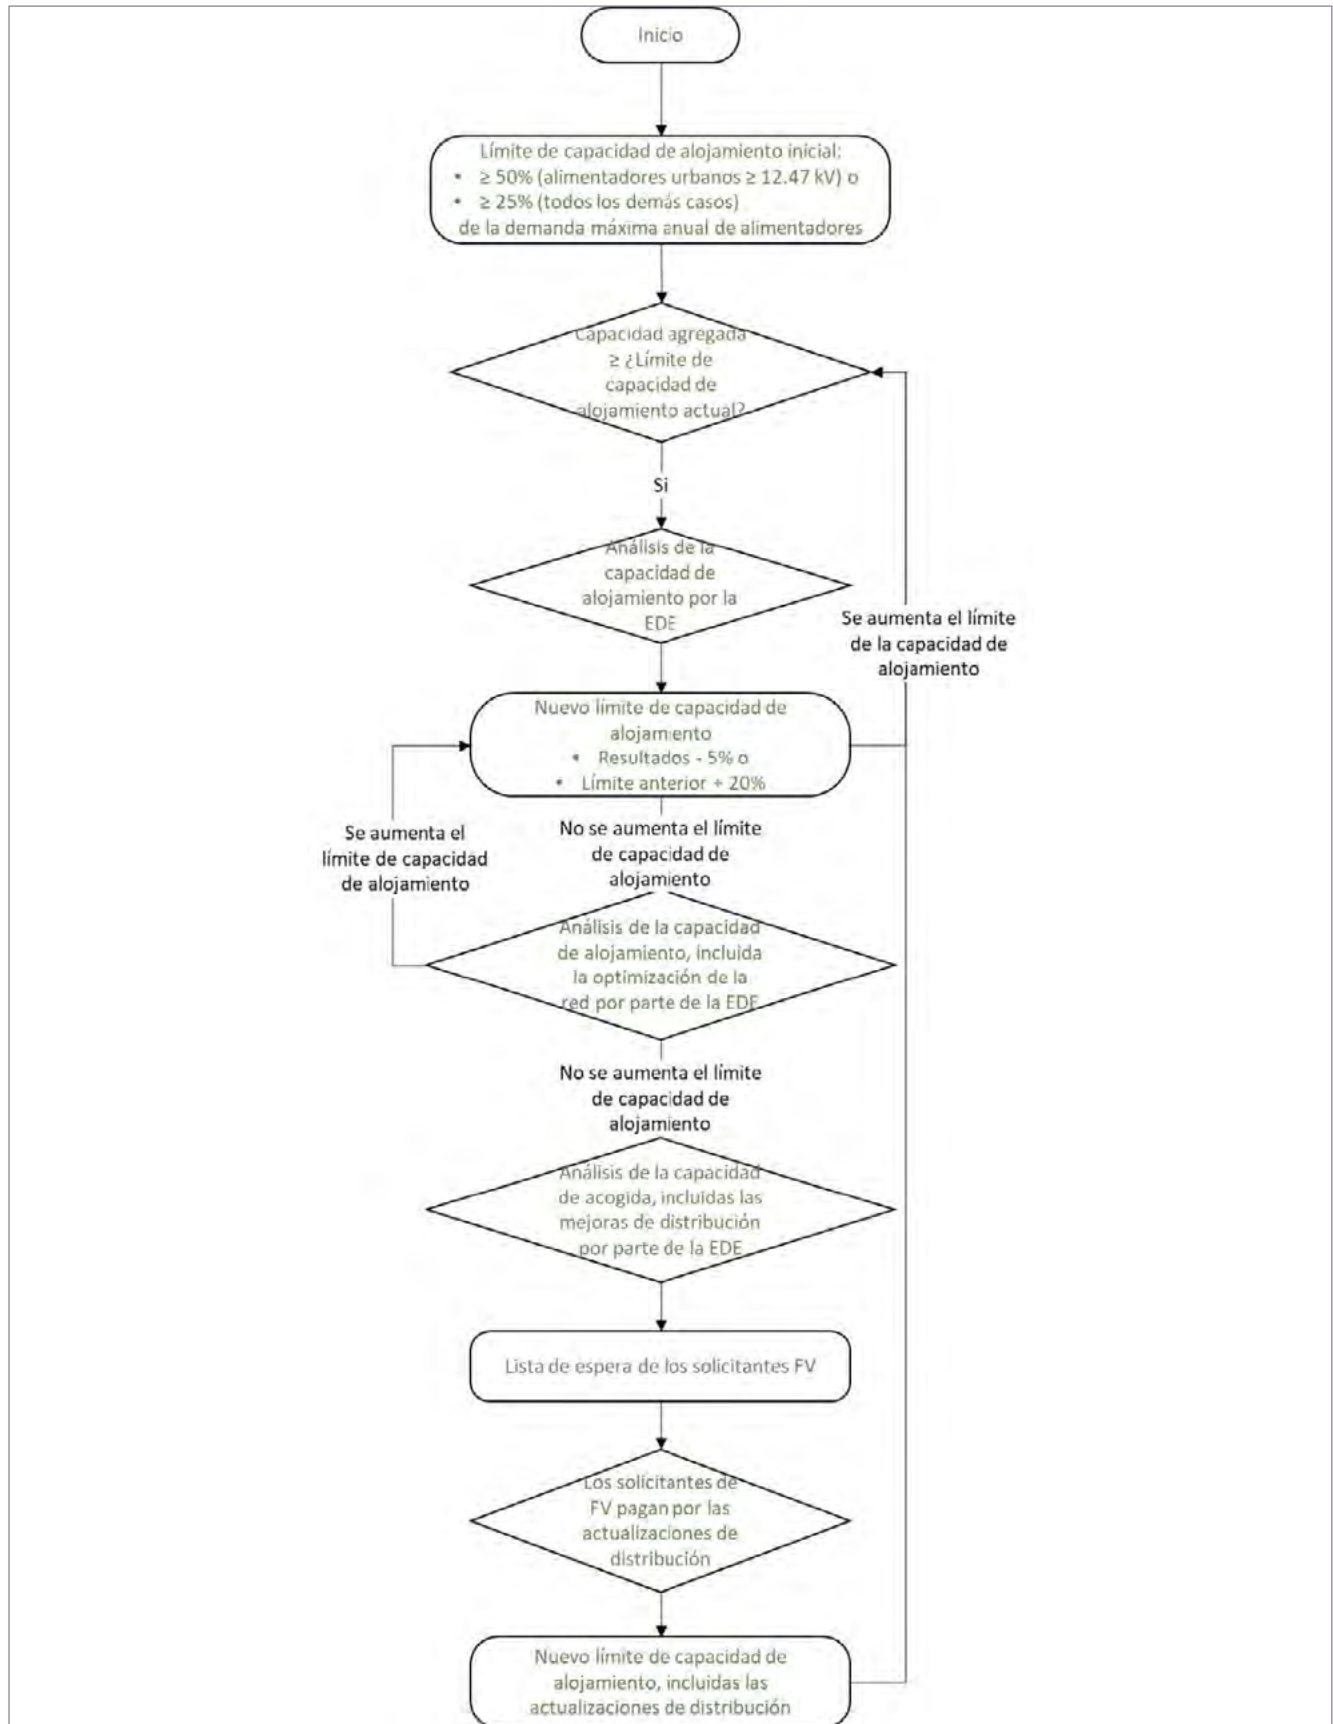 Inicio
Límite de capacidad de alojamiento inicial:
• ≥ 50% (alimentadores urbanos ≥ 12.47 kV) o
• ≥ 25% (todos los demás casos)
de la demanda máxima anual de alimentadores
Capacidad agregada
≥ ¿Límite de
capacidad de
alojamiento actual?
Si
Análisis de la
capacidad de
alojamiento por la
EDE
Se aumenta el límite
de la capacidad de
alojamiento
Nuevo límite de capacidad de
alojamiento
• Resultados - 5% o
• Límite anterior + 20%
Se aumenta el
límite de capacidad
de alojamiento
No se aumenta el límite
de capacidad de
alojamiento
Análisis de la capacidad
de alojamiento, incluida
la optimización de la
red por parte de la EDE
No se aumenta el límite
de capacidad de
alojamiento
Análisis de la capacidad
de acogida, incluidas las
mejoras de distribución
por parte de la EDE
Lista de espera de los solicitantes FV
Los solicitantes de
FV pagan por las
actualizaciones de
distribución
Nuevo límite de capacidad de
alojamiento, incluidas las
actualizaciones de distribución